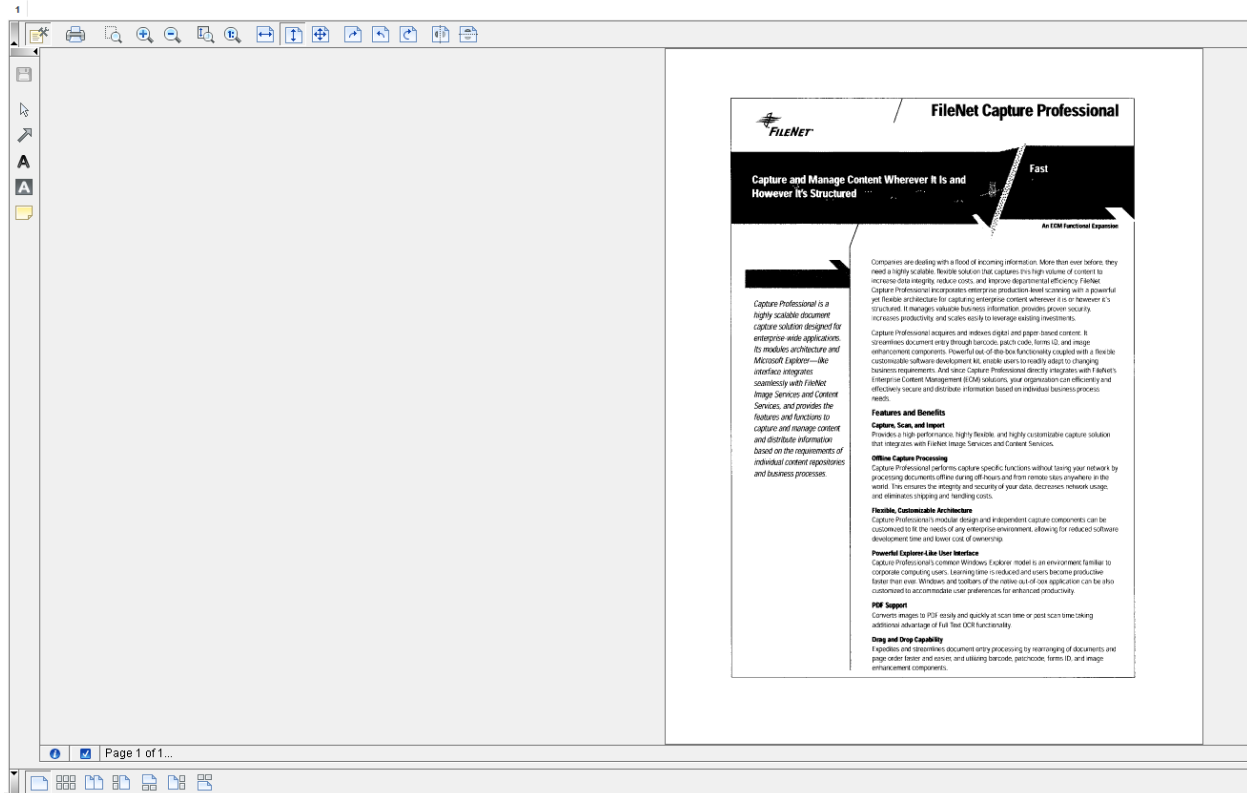 1
FileNet Capture Professional
FILENET
Capture and Manage Content Wherever It Is and
However It's Structured
Fast
An ECM Functional Expansion
Companies are dealing with a flood of incoming information. More than ever before, they
need a highly scalable, flexible solution that captures this high volume of content to
increase data integrity, reduce costs, and improve departmental efficiency. FileNet
Capture Professional incorporates enterprise production-level scanning with a powerful
yet flexible architecture for capturing enterprise content wherever it is or however it's
structured. It manages valuable business information, provides proven security,
increases productivity, and scales easily to leverage existing investments.
Capture Professional acquires and indexes digital and paper-based content. It
streamlines document entry through barcode, patch code, forms ID, and image
enhancement components. Powerful out-of-the-box functionality coupled with a flexible
customizable software development kit, enable users to readily adapt to changing
business requirements. And since Capture Professional directly integrates with FileNet's
Enterprise Content Management (ECM) solutions, your organization can efficiently and
effectively secure and distribute information based on individual business process
needs.
Capture Professional is a
highly scalable document
capture solution designed for
enterprise-wide applications.
Its modules architecture and
Microsoft Explorer—like
interface integrates
seamlessly with FileNet
Image Services and Content
Services, and provides the
features and functions to
capture and manage content
and distribute information
based on the requirements of
individual content repositories
and business processes.
Features and Benefits
Capture, Scan, and Import
Provides a high-performance, highly flexible, and highly customizable capture solution
that integrates with FileNet Image Services and Content Services.
Offline Capture Processing
Capture Professional performs capture specific functions without taxing your network by
processing documents offline during off-hours and from remote sites anywhere in the
world. This ensures the integrity and security of your data, decreases network usage,
and eliminates shipping and handling costs.
Flexible, Customizable Architecture
Capture Professional's modular design and independent capture components can be
customized to fit the needs of any enterprise environment, allowing for reduced software
development time and lower cost of ownership.
Powerful Explorer-Like User Interface
Capture Professional's common Windows Explorer model is an environment familiar to
corporate computing users. Learning time is reduced and users become productive
faster than ever. Windows and toolbars of the native out-of-box application can be also
customized to accommodate user preferences for enhanced productivity.
PDF Support
Converts images to PDF easily and quickly at scan time or post scan time taking
additional advantage of Full Text OCR functionality.
Drag and Drop Capability
Expedites and streamlines document entry processing by rearranging of documents and
page order faster and easier, and utilizing barcode, patchcode, forms ID, and image
enhancement components.
Page 1 of 1...